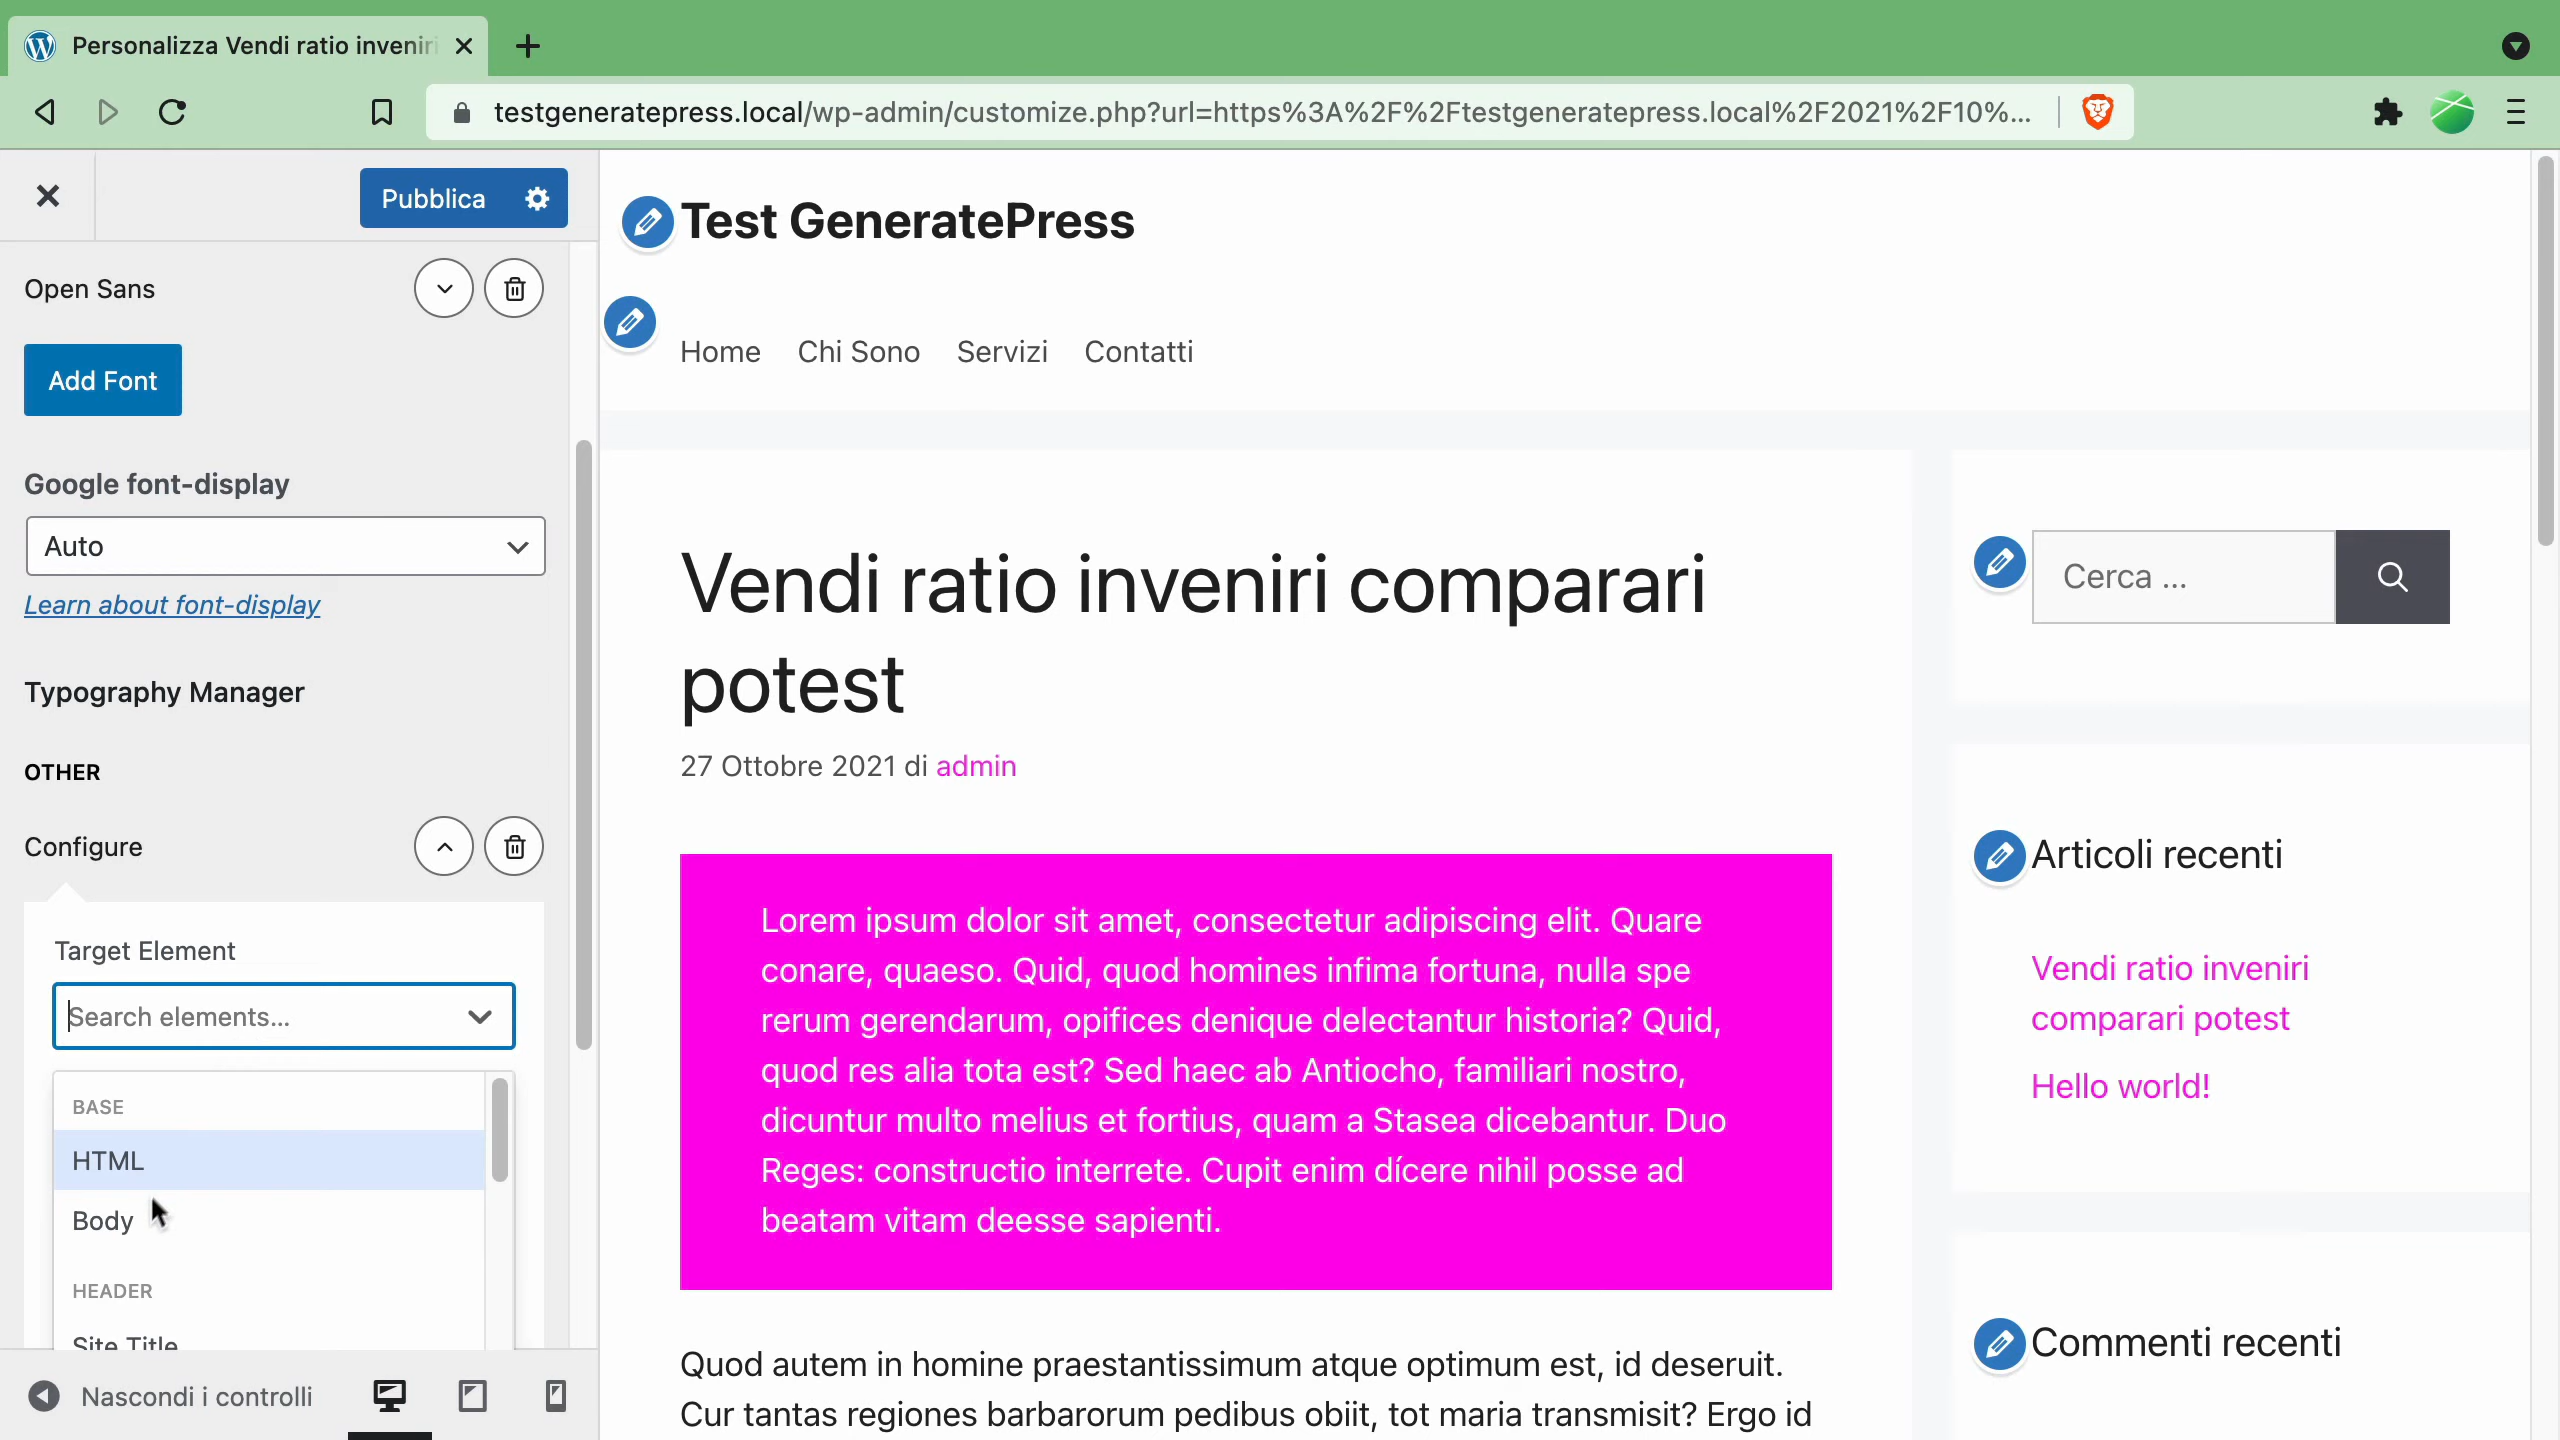 Personalizza Vendi ratio inveniri
testgeneratepress.local/wp-admin/customize.php?url=https%3A%2F%2Ftestgeneratepress.local%2F2021%2F10%...
Pubblica
Open Sans
Add Font
Google font-display
Auto
Learn about font-display
Typography Manager
OTHER
Configure
Target Element
Search elements...
BASE
HTML
Body
HEADER
Site Title
Nascondi i controlli
Test GeneratePress
Home Chi Sono Servizi Contatti
Vendi ratio inveniri comparari
potest
27 Ottobre 2021 di admin
Lorem ipsum dolor sit amet, consectetur adipiscing elit. Quare
conare, quaeso. Quid, quod homines infima fortuna, nulla spe
rerum gerendarum, opifices denique delectantur historia? Quid,
quod res alia tota est? Sed haec ab Antiocho, familiari nostro,
dicuntur multo melius et fortius, quam a Stasea dicebantur. Duo
Reges: constructio interrete. Cupit enim dícere nihil posse ad
beatam vitam deesse sapienti.
Quod autem in homine praestantissimum atque optimum est, id deseruit.
Cur tantas regiones barbarorum pedibus obiit, tot maria transmisit? Ergo id
Cerca ...
Articoli recenti
Vendi ratio inveniri
comparari potest
Hello world!
Commenti recenti